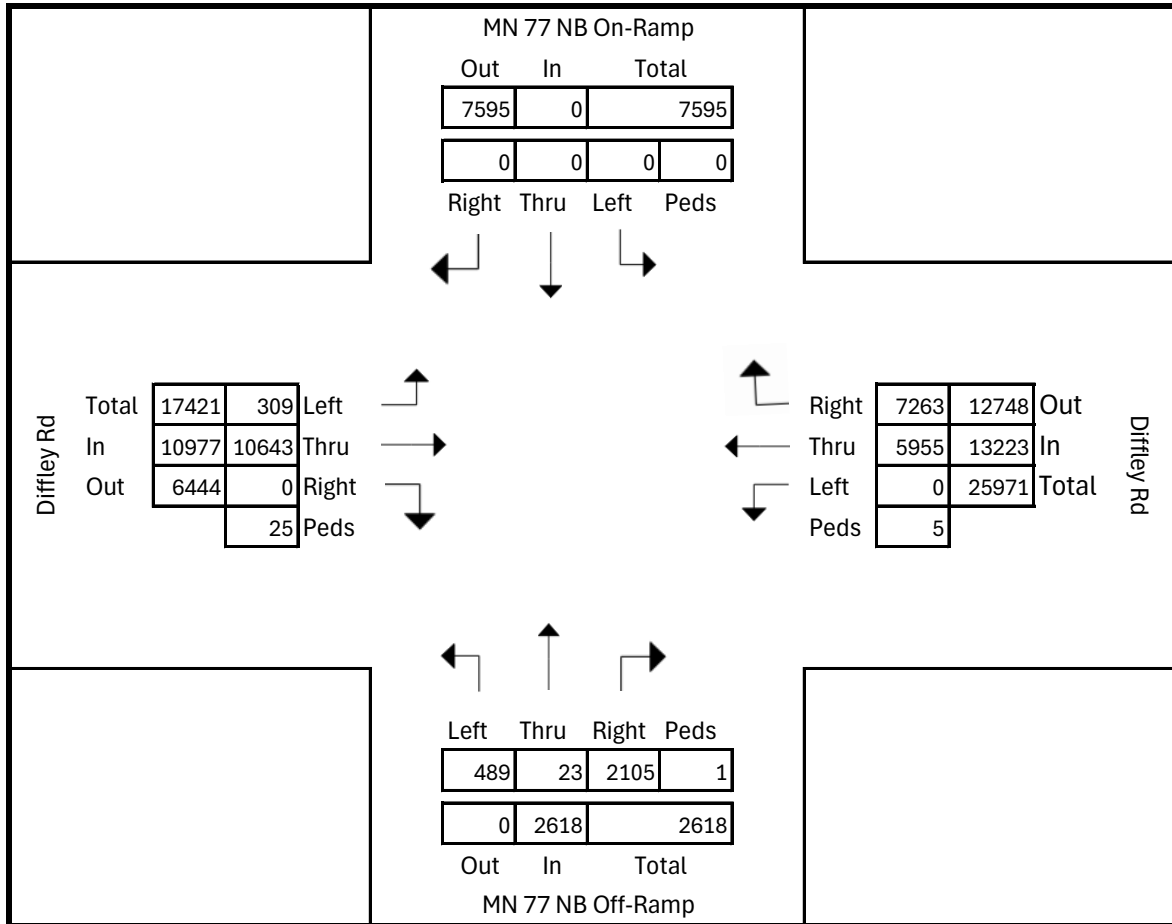 MN 77 NB On-Ramp
Out In Total
7595 0 7595
0 0 0 0
Right Thru Left Peds
Diffley Rd
Total 17421 309 Left
In 10977 10643 Thru
Out 6444 0 Right
25 Peds
Right 7263 12748 Out
Thru 5955 13223 In
Left 0 25971 Total
Peds 5
Diffley Rd
Left Thru Right Peds
489 23 2105 1
0 2618 2618
Out In Total
MN 77 NB Off-Ramp